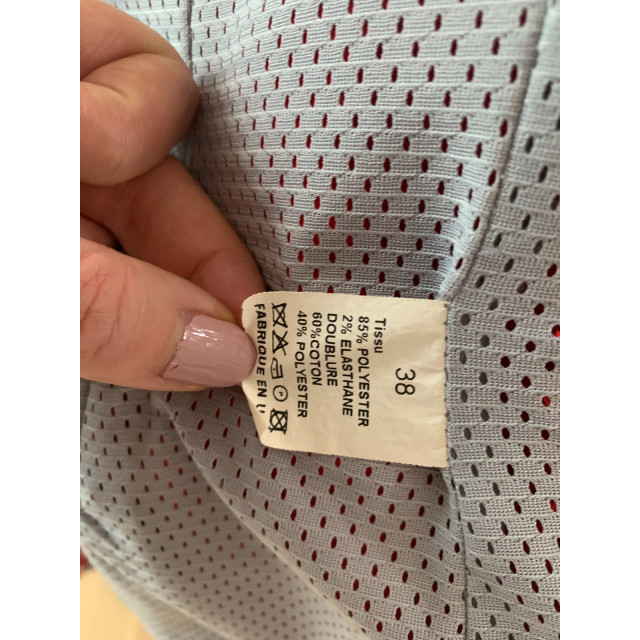 38
Tissu
85% POLYESTER
2% ELASTHANE
DOUBLURE
60%COTON
40% POLYESTER
P
FABRIQUE EN